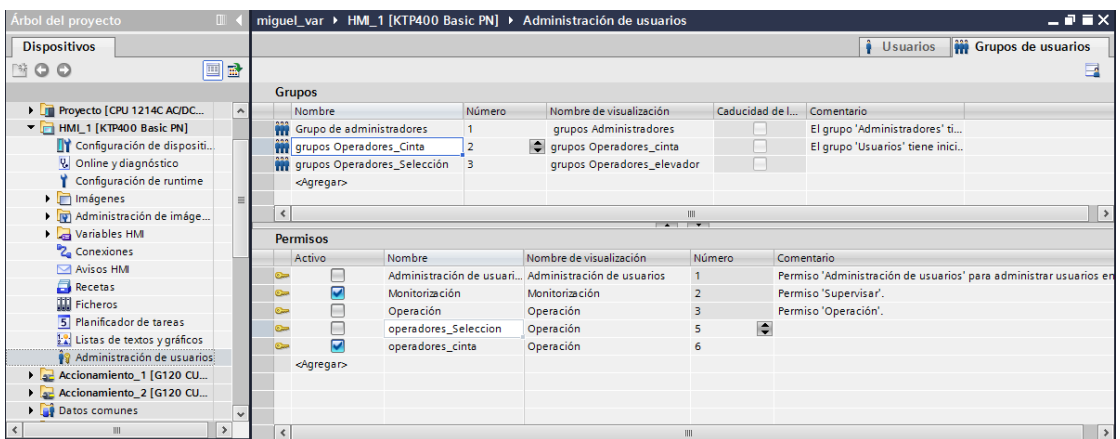 Árbol del proyecto
miguel_var HMI_1 [KTP400 Basic PN] Administración de usuarios
Dispositivos
Usuarios Grupos de usuarios
Proyecto [CPU 1214C AC/DC...
HMI_1 [KTP400 Basic PN]
Configuración de dispositi...
Online y diagnóstico
Configuración de runtime
Imágenes
Administración de imáge...
Variables HMI
Conexiones
Avisos HMI
Recetas
Ficheros
Planificador de tareas
Listas de textos y gráficos
Administración de usuarios
Accionamiento_1 [G120 CU...
Accionamiento_2 [G120 CU...
Datos comunes
Grupos
Nombre Número Nombre de visualización Caducidad de l... Comentario
Grupo de administradores 1 grupos Administradores El grupo 'Administradores' ti...
grupos Operadores_Cinta 2 grupos Operadores_cinta El grupo 'Usuarios' tiene inici..
grupos Operadores_Selección 3 grupos Operadores_elevador
<Agregar>
Permisos
Activo Nombre Nombre de visualización Número Comentario
Administración de usuari... Administración de usuarios 1 Permiso 'Administración de usuarios' para administrar usuarios en
Monitorización Monitorización 2 Permiso 'Supervisar'.
Operación Operación 3 Permiso 'Operación'.
operadores_Seleccion Operación 5
operadores_cinta Operación 6
<Agregar>